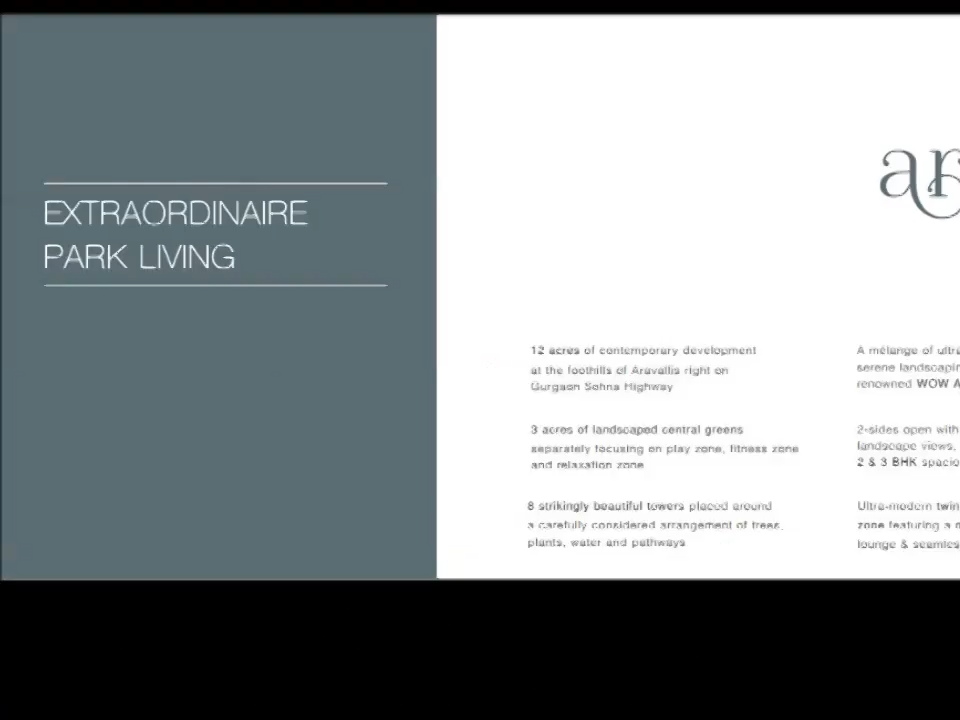 EXTRAORDINAIRE
PARK LIVING
12 acres of contemporary development
at the foothills of Aravallis right on
Gurgaon Sohna Highway
3 acres of landscaped central greens
separately focusing on play zone, fitness zone
and relaxation zone
8 strikingly beautiful towers placed around
a carefully considered arrangement of trees,
plants, water and pathways
A mélange of
serene
renowned WOW
2-sides open with
landscape views,
2 & 3 BHK
Ultra-modern twin
zone featuring a
lounge &